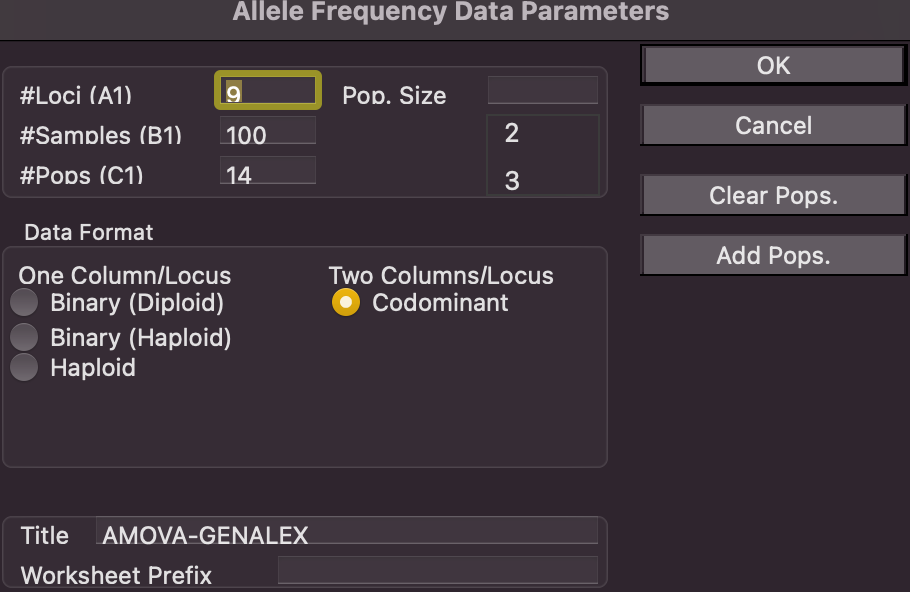 Allele Frequency Data Parameters
#Loci (A1) 9 Pop. Size
#Samples (B1) 100 2
#Pops (C1) 14 3
OK
Cancel
Clear Pops.
Add Pops.
Data Format
One Column/Locus Two Columns/Locus
Binary (Diploid) Codominant
Binary (Haploid)
Haploid
Title AMOVA-GENALEX
Worksheet Prefix